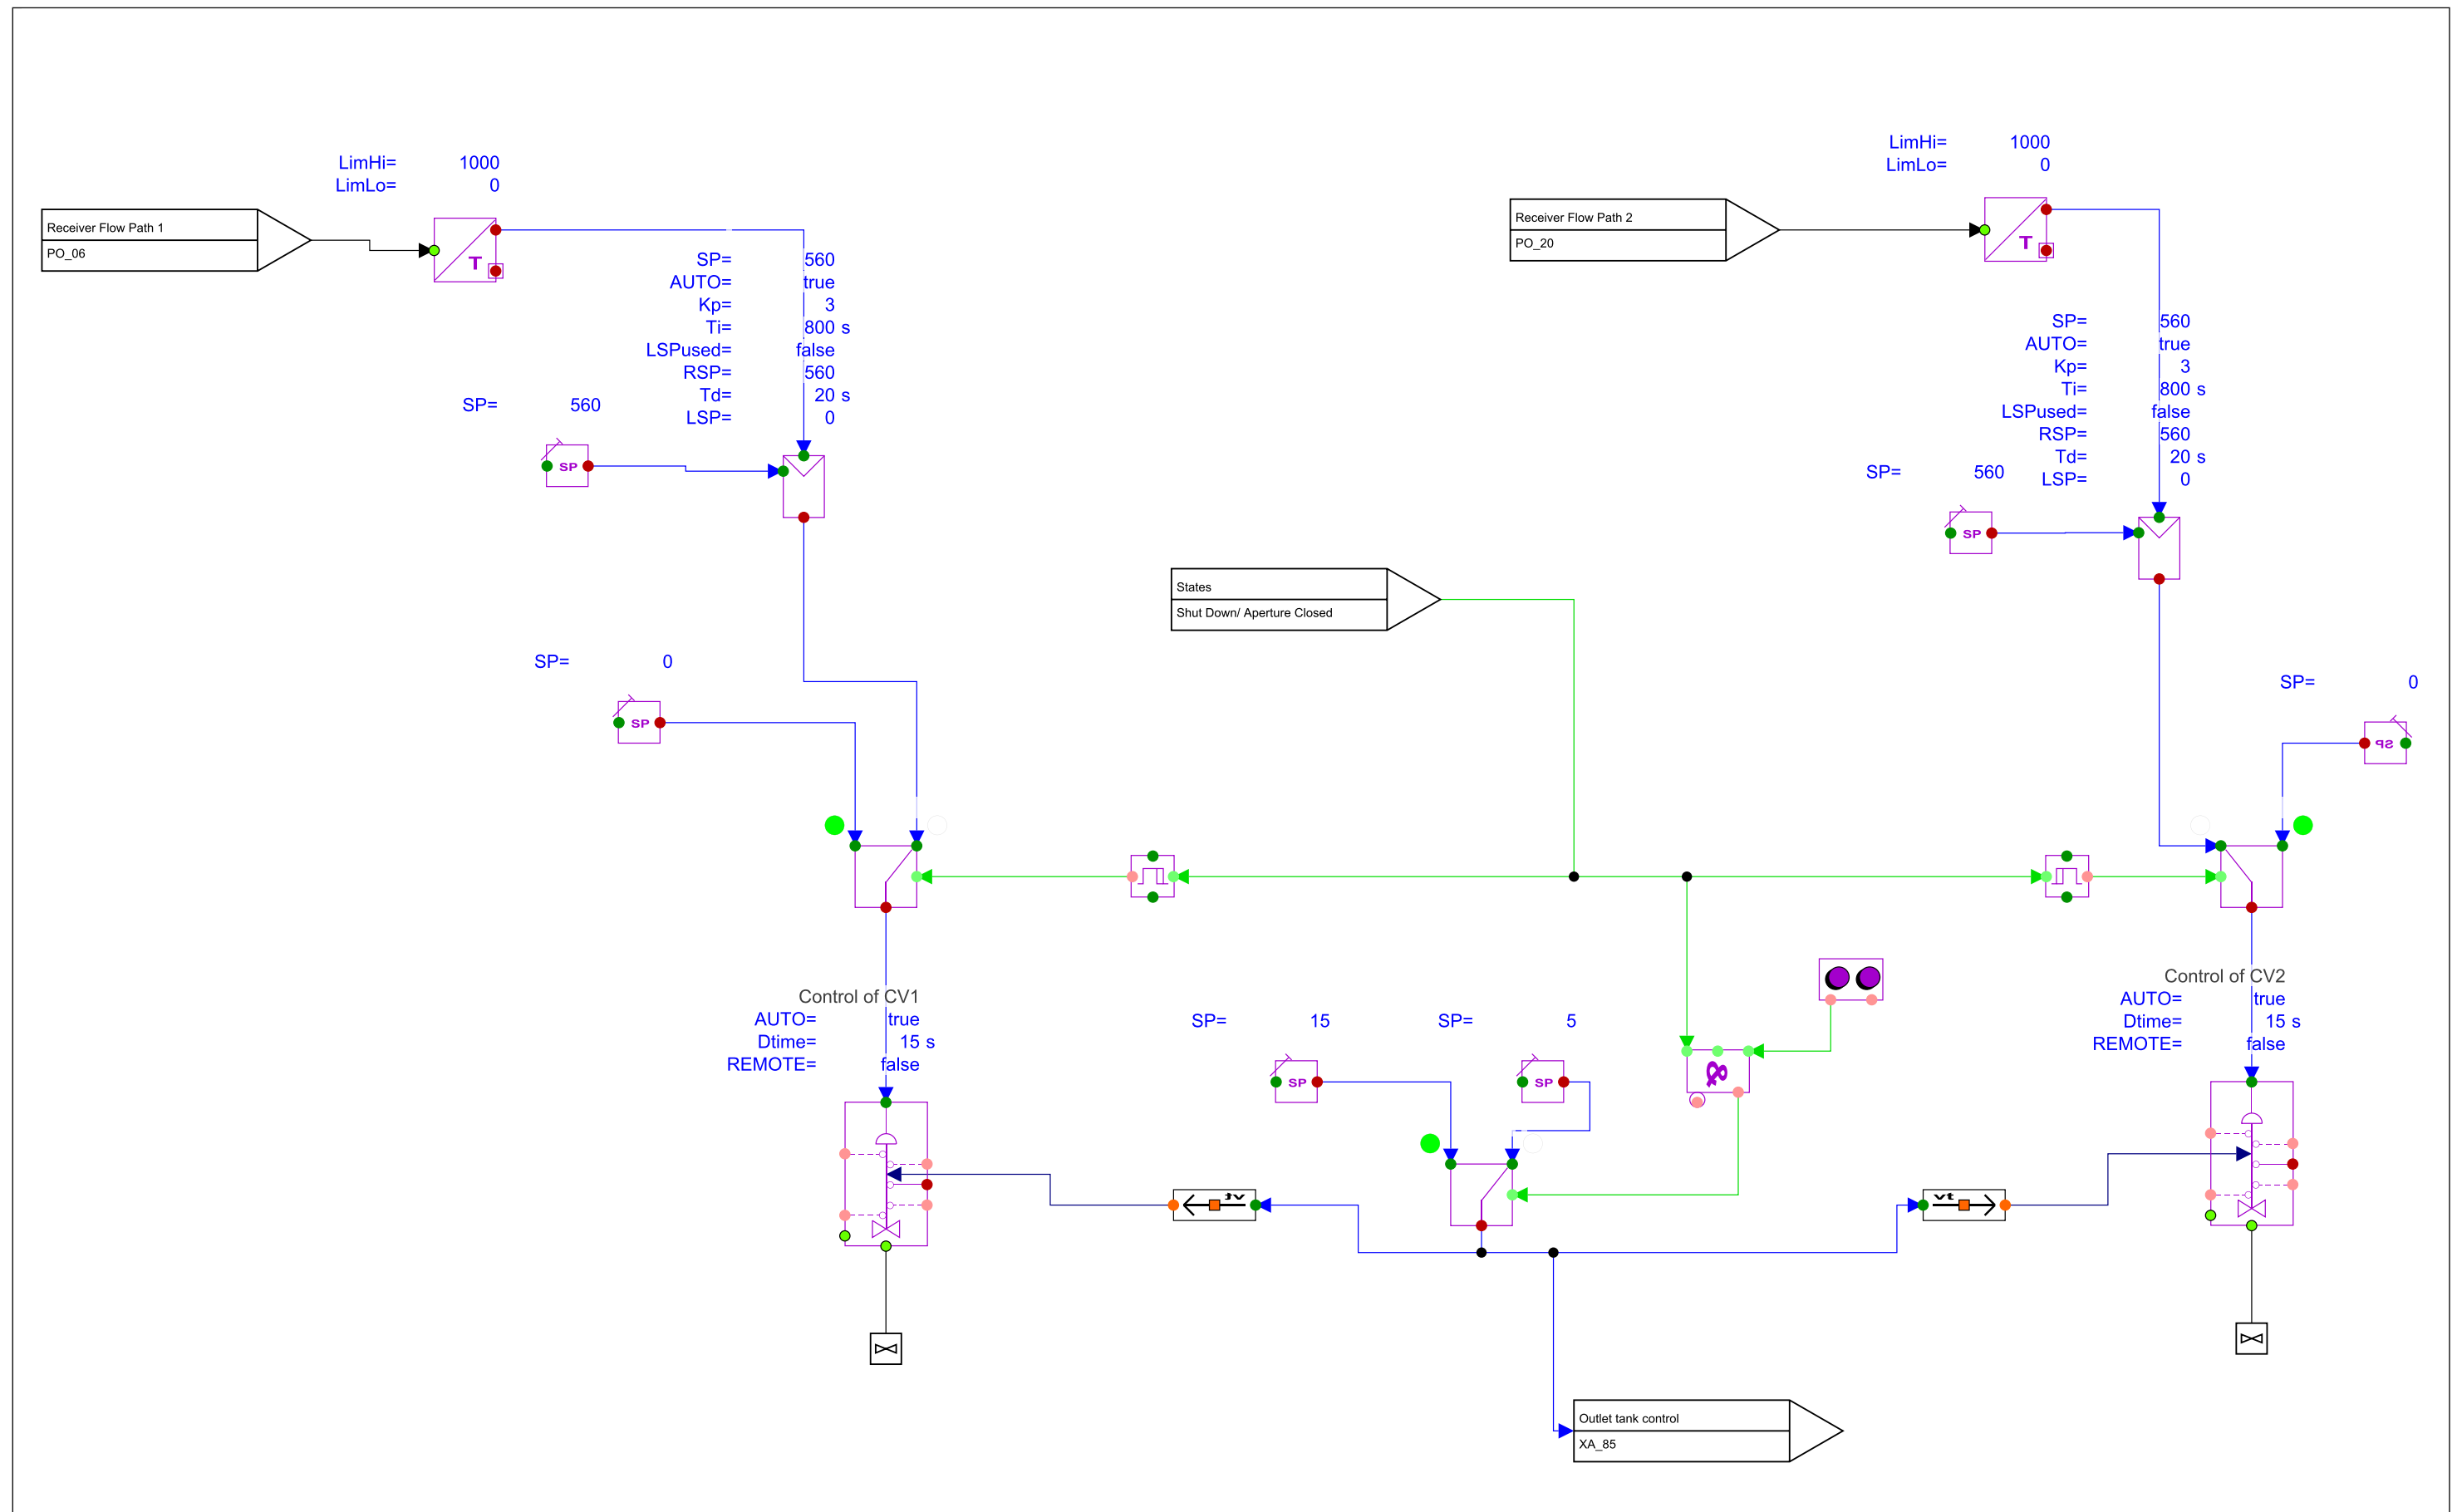 LimHi= 1000
LimLo= 0
Receiver Flow Path 1
PO_06
T
SP= 560
AUTO= true
Kp= 3
Ti= 800 s
LSPused= false
RSP= 560
Td= 20 s
LSP= 0
SP= 560
SP
LimHi= 1000
LimLo= 0
Receiver Flow Path 2
PO_20
T
SP= 560
AUTO= true
Kp= 3
Ti= 800 s
LSPused= false
RSP= 560
Td= 20 s
LSP= 0
SP= 560
SP
States
Shut Down/ Aperture Closed
SP= 0
SP
SP= 0
SP
Control of CV1
AUTO= true
Dtime= 15 s
REMOTE= false
SP= 15
SP
SP= 5
SP
&
Control of CV2
AUTO= true
Dtime= 15 s
REMOTE= false
vt
vt
Outlet tank control
XA_85